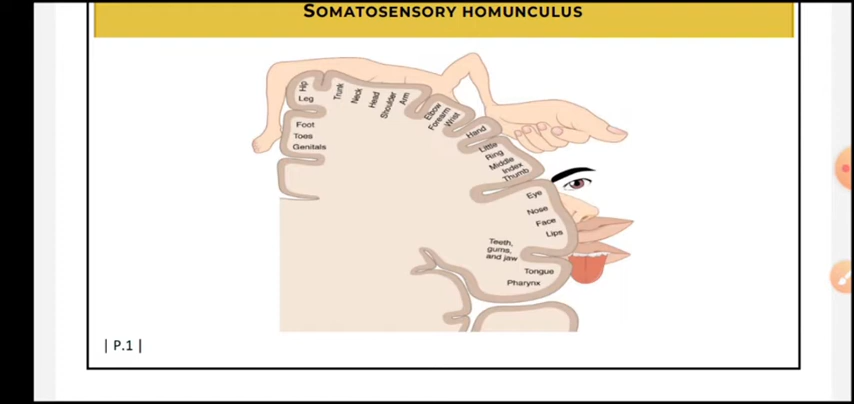 SOMATOSENSORY HOMUNCULUS
Hip
Leg
Foot
Toes
Genitals
Trunk
Neck
Head
Shoulder
Arm
Elbow
Forearm
Wrist
Hand
Little
Ring
Middle
Index
Thumb
Eye
Nose
Face
Lips
Teeth,
gums,
and jaw
Tongue
Pharynx
| P.1 |